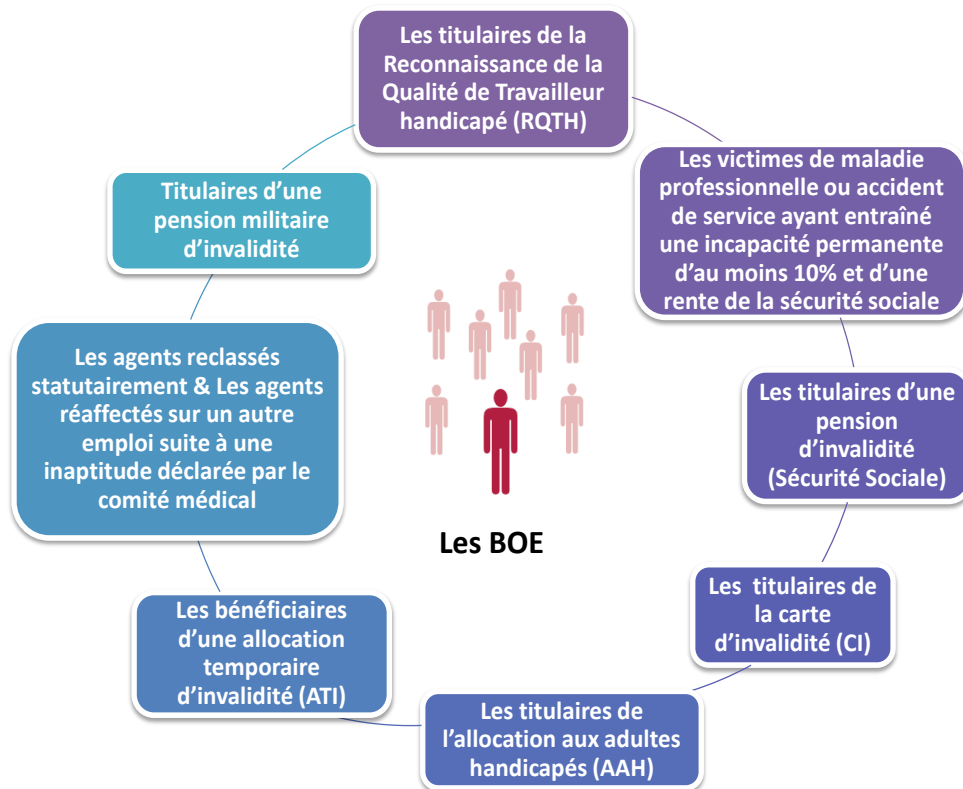 Les titulaires de la
Reconnaissance de la
Qualité de Travailleur
handicapé (RQTH)
Les victimes de maladie
professionnelle ou accident
de service ayant entraîné
une incapacité permanente
d’au moins 10% et d’une
rente de la sécurité sociale
Les titulaires d’une
pension
d’invalidité
(Sécurité Sociale)
Les titulaires de
la carte
d’invalidité (CI)
Les titulaires de
l’allocation aux adultes
handicapés (AAH)
Les bénéficiaires
d’une allocation
temporaire
d’invalidité (ATI)
Les agents reclassés
statutairement & Les agents
réaffectés sur un autre
emploi suite à une
inaptitude déclarée par le
comité médical
Titulaires d’une
pension militaire
d’invalidité
Les BOE